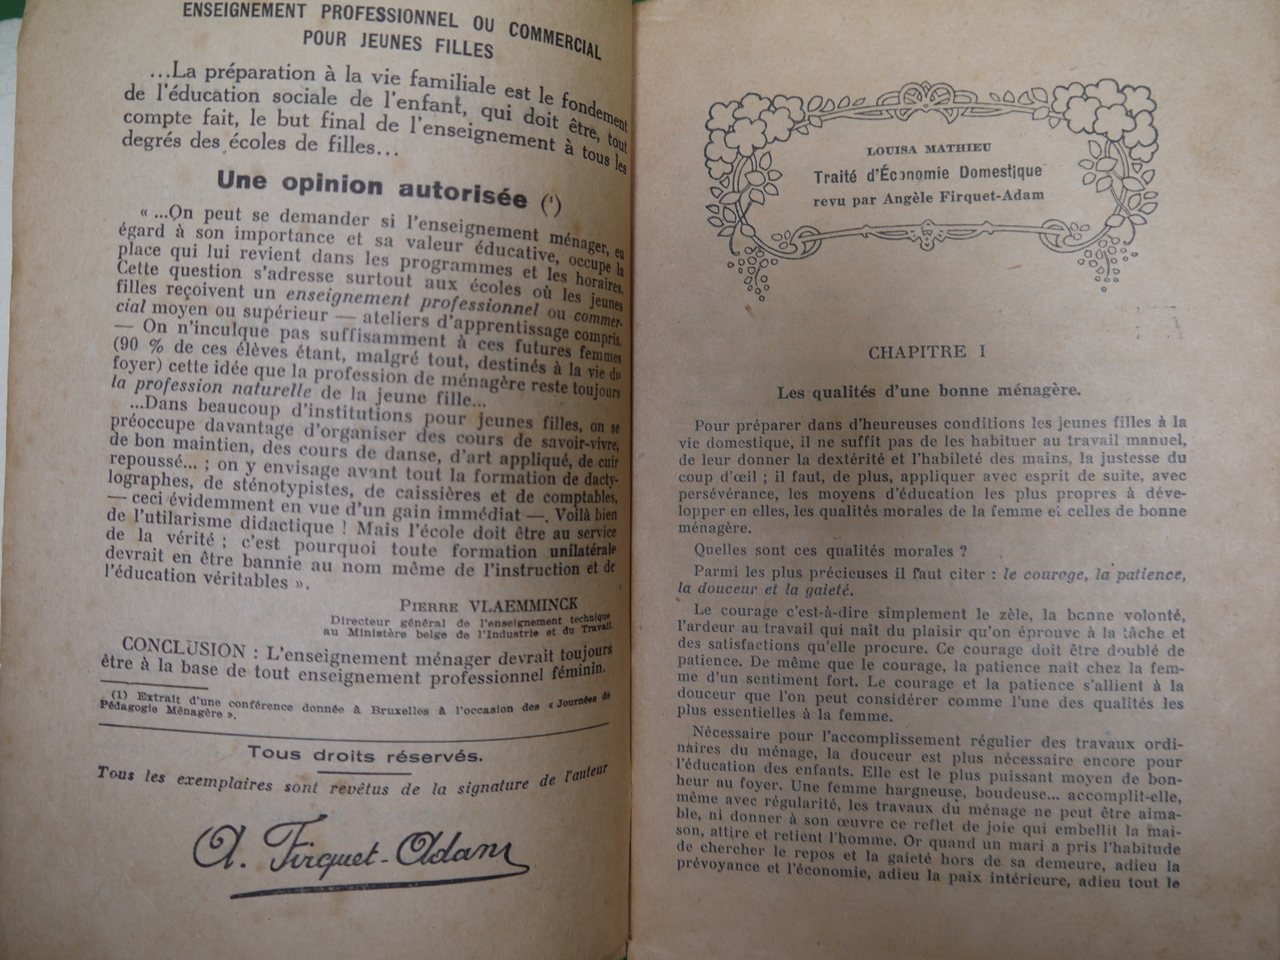 ENSEIGNEMENT PROFESSIONNEL OU COMMERCIAL
POUR JEUNES FILLES
...La préparation à la vie familiale est le fondement
de l'éducation sociale de l'enfant, qui doit être, tout
compte fait, le but final de l'enseignement à tous les
degrés des écoles de filles...
Une opinion autorisée (¹)
« ...On peut se demander si l'enseignement ménager, eu
égard à son importance et sa valeur éducative, occupe la
place qui lui revient dans les programmes et les horaires.
Cette question s'adresse surtout aux écoles où les jeunes
filles reçoivent un enseignement professionnel ou commer-
cial moyen ou supérieur — ateliers d'apprentissage compris.
— On n'inculque pas suffisamment à ces futures femmes
(90 % de ces élèves étant, malgré tout, destinés à la vie du
foyer) cette idée que la profession de ménagère reste toujours
la profession naturelle de la jeune fille...
...Dans beaucoup d'institutions pour jeunes filles, on se
préoccupe davantage d'organiser des cours de savoir-vivre,
de bon maintien, des cours de danse, d'art appliqué, de cuir
repoussé... ; on y envisage avant tout la formation de dacty-
lographes, de sténotypistes, de caissières et de comptables,
— ceci évidemment en vue d'un gain immédiat —. Voilà bien
de l'utilarisme didactique ! Mais l'école doit être au service
de la vérité ; c'est pourquoi toute formation unilatérale
devrait en être bannie au nom même de l'instruction et de
l'éducation véritables ».
PIERRE VLAEMMINCK
Directeur général de l'enseignement technique
au Ministère belge de l'Industrie et du Travail.
CONCLUSION : L'enseignement ménager devrait toujours
être à la base de tout enseignement professionnel féminin.
(1) Extrait d'une conférence donnée à Bruxelles à l'occasion des « Journées de
Pédagogie Ménagère ».
Tous droits réservés.
Tous les exemplaires sont revêtus de la signature de l'auteur
A. Firquet-Adam
LOUISA MATHIEU
Traité d'Économie Domestique
revu par Angèle Firquet-Adam
CHAPITRE I
Les qualités d'une bonne ménagère.
Pour préparer dans d'heureuses conditions les jeunes filles à la
vie domestique, il ne suffit pas de les habituer au travail manuel,
de leur donner la dextérité et l'habileté des mains, la justesse du
coup d'œil ; il faut, de plus, appliquer avec esprit de suite, avec
persévérance, les moyens d'éducation les plus propres à déve-
lopper en elles, les qualités morales de la femme et celles de bonne
ménagère.
Quelles sont ces qualités morales ?
Parmi les plus précieuses il faut citer : le courage, la patience,
la douceur et la gaieté.
Le courage c'est-à-dire simplement le zèle, la bonne volonté,
l'ardeur au travail qui naît du plaisir qu'on éprouve à la tâche et
des satisfactions qu'elle procure. Ce courage doit être doublé de
patience. De même que le courage, la patience naît chez la fem-
me d'un sentiment fort. Le courage et la patience s'allient à la
douceur que l'on peut considérer comme l'une des qualités les
plus essentielles à la femme.
Nécessaire pour l'accomplissement régulier des travaux ordi-
naires du ménage, la douceur est plus nécessaire encore pour
l'éducation des enfants. Elle est le plus puissant moyen de bon-
heur au foyer. Une femme hargneuse, boudeuse... accomplit-elle,
même avec régularité, les travaux du ménage ne peut être aima-
ble, ni donner à son œuvre ce reflet de joie qui embellit la mai-
son, attire et retient l'homme. Or quand un mari a pris l'habitude
de chercher le repos et la gaieté hors de sa demeure, adieu la
prévoyance et l'économie, adieu la paix intérieure, adieu tout le